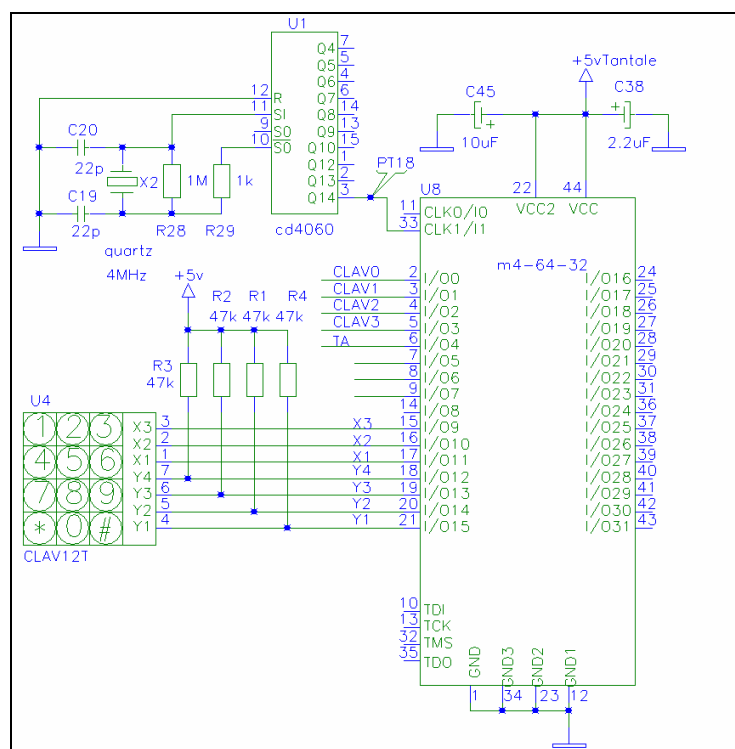 U1
Q4 7
Q5 5
Q6 4
12 R Q7 6
11 SI Q8 14
9 SO Q9 13
10 SO Q10 15
Q12 1
Q13 2
Q14 3
cd4060
C20
22p
X2
C19
22p
1M
R28
1k
R29
quartz
4MHz
PT18
+5vTantale
C45
10uF
+
C38
+
2.2uF
U8
22 44
VCC2 VCC
11 CLK0/I0
33 CLK1/I1
m4-64-32
CLAV0 2 I/O0 I/O16 24
CLAV1 3 I/O1 I/O17 25
CLAV2 4 I/O2 I/O18 26
CLAV3 5 I/O3 I/O19 27
TA 6 I/O4 I/O20 28
7 I/O5 I/O21 29
8 I/O6 I/O22 30
9 I/O7 I/O23 31
14 I/O8 I/O24 36
X3 15 I/O9 I/O25 37
X2 16 I/O10 I/O26 38
X1 17 I/O11 I/O27 39
Y4 18 I/O12 I/O28 40
Y3 19 I/O13 I/O29 41
Y2 20 I/O14 I/O30 42
Y1 21 I/O15 I/O31 43
10 TDI
13 TCK
32 TMS
35 TDO
GND GND3 GND2 GND1
1 34 23 12
+5v
R2 R1 R4
47k 47k 47k
R3
47k
U4
1 2 3 X3 3
X2 2
4 5 6 X1 1
Y4 7
7 8 9 Y3 6
Y2 5
* 0 # Y1 4
CLAV12T